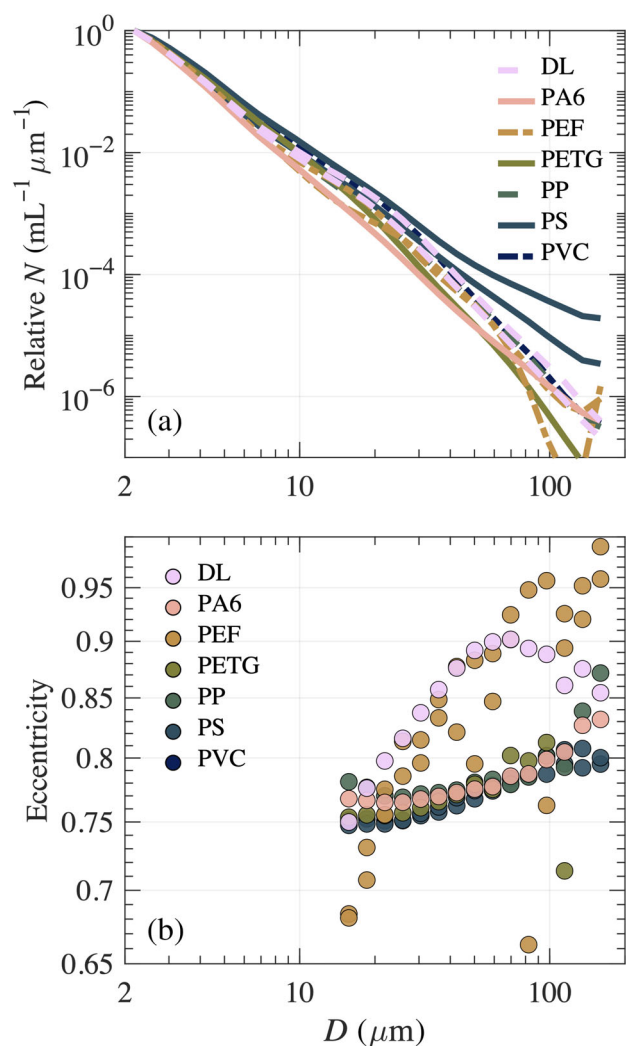 10⁰
10⁻²
10⁻⁴
10⁻⁶
Relative N (mL⁻¹ μm⁻¹)
DL
PA6
PEF
PETG
PP
PS
PVC
(a)
2
10
100
0.95
0.9
0.85
0.8
0.75
0.7
0.65
Eccentricity
DL
PA6
PEF
PETG
PP
PS
PVC
(b)
2
10
100
D (μm)